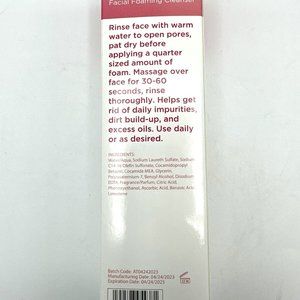 Facial Foaming Cleanser
Rinse face with warm
water to open pores,
pat dry before
applying a quarter
sized amount of
foam. Massage over
face for 30-60
seconds, rinse
thoroughly. Helps get
rid of daily impurities,
dirt build-up, and
excess oils. Use daily
or as desired.
INGREDIENTS:
Water/Aqua, Sodium Laureth Sulfate, Sodium
C14-16 Olefin Sulfonate, Cocamidopropyl
Betaine, Cocamide MEA, Glycerin,
Polyquaternium 7, Benzyl Alcohol, Disodium
EDTA, Fragrance/Parfum, Citric Acid,
Phenoxyethanol, Ascorbic Acid, Benzoic Acid,
Limonene
Batch Code: AT04242023
Manufacturing Date: 04/24/2023
Expiration Date: 04/24/2025